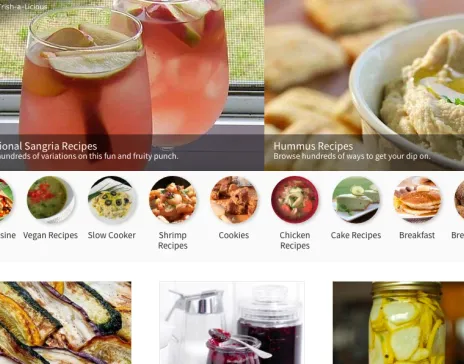 Trish-a-Licious
ional Sangria Recipes
hundreds of variations on this fun and fruity punch.
Hummus Recipes
Browse hundreds of ways to get your dip on.
sine
Vegan Recipes
Slow Cooker
Shrimp
Recipes
Cookies
Chicken
Recipes
Cake Recipes
Breakfast
Bre